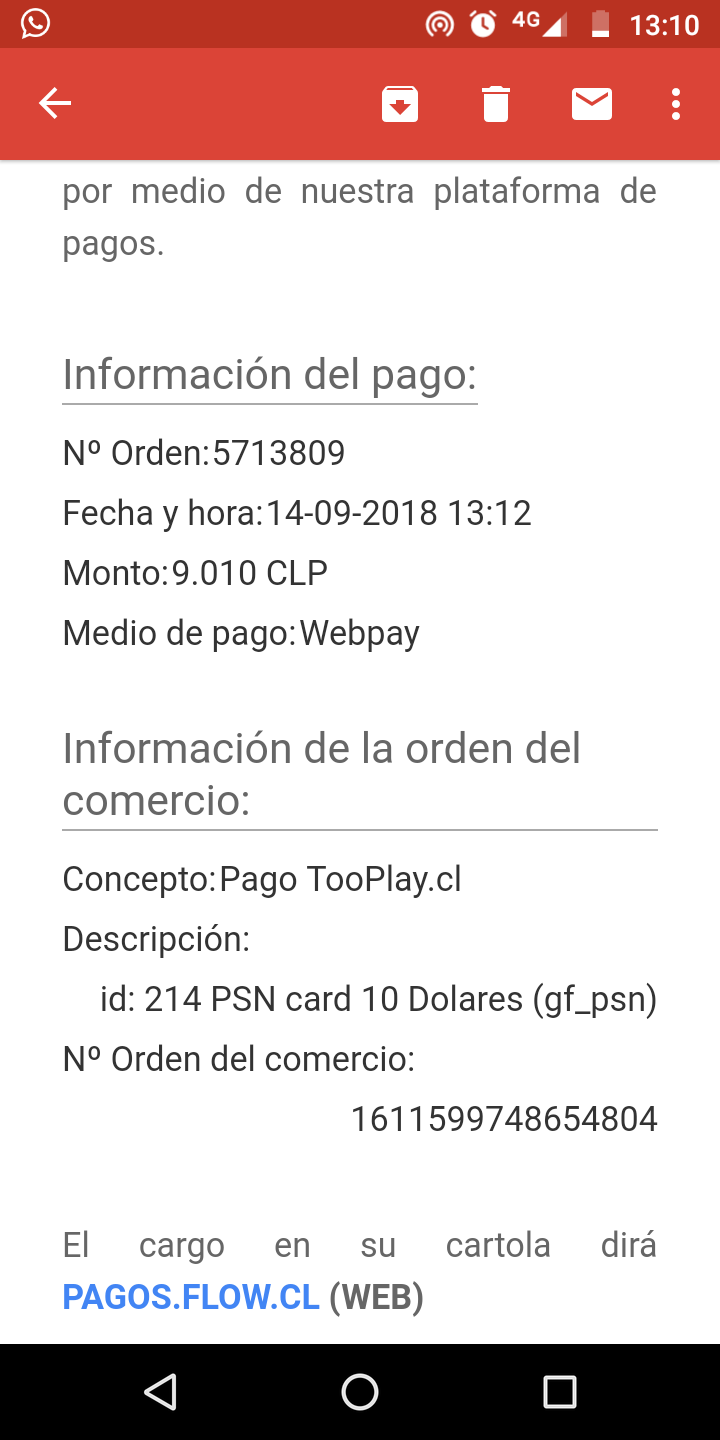 4G 13:10
por medio de nuestra plataforma de
pagos.
Información del pago:
Nº Orden:5713809
Fecha y hora:14-09-2018 13:12
Monto:9.010 CLP
Medio de pago:Webpay
Información de la orden del
comercio:
Concepto:Pago TooPlay.cl
Descripción:
id: 214 PSN card 10 Dolares (gf_psn)
Nº Orden del comercio:
1611599748654804
El cargo en su cartola dirá
PAGOS.FLOW.CL (WEB)